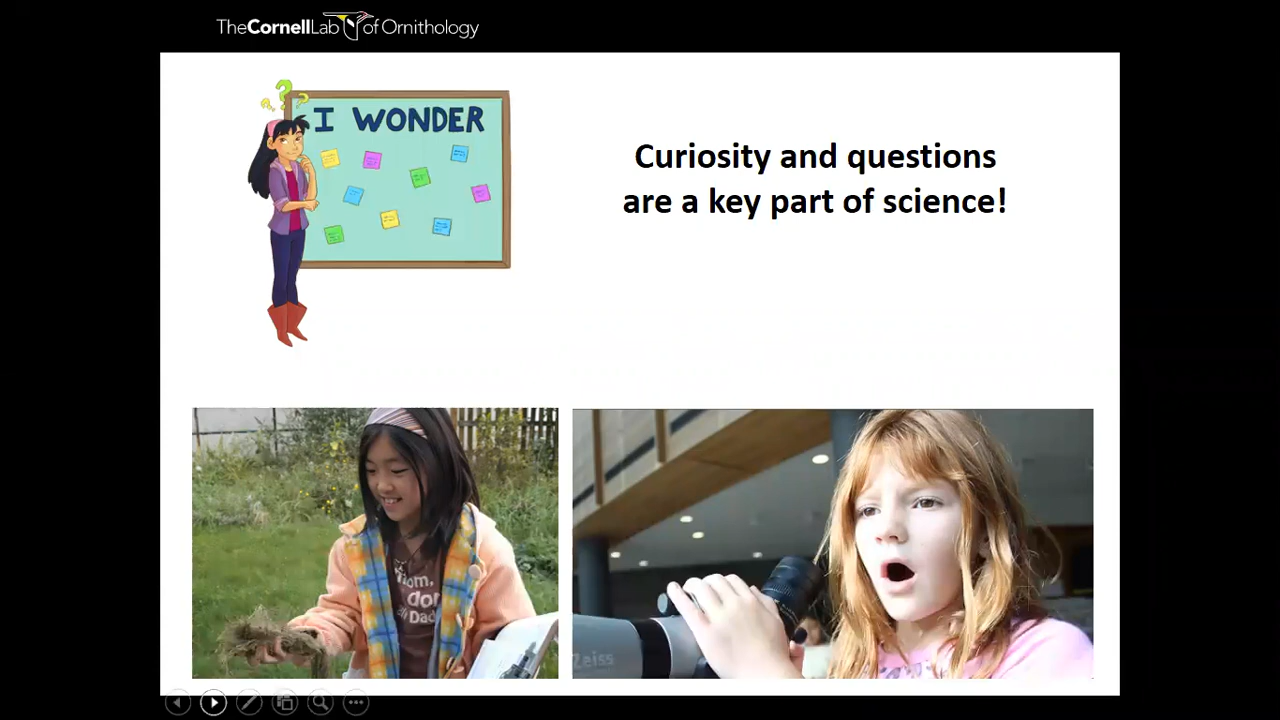 TheCornellLab of Ornithology
I WONDER
Curiosity and questions
are a key part of science!
Zeiss